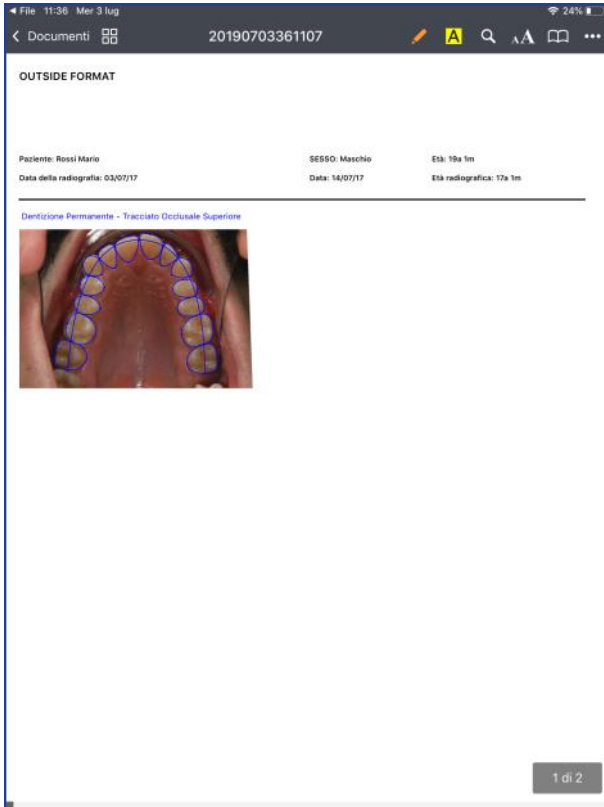 File 11:36 Mer 3 lug 24%
Documenti 20190703361107 A AA
OUTSIDE FORMAT
Paziente: Rossi Mario SESSO: Maschio Età: 19a 1m
Data della radiografia: 03/07/17 Data: 14/07/17 Età radiografica: 17a 1m
Dentizione Permanente - Tracciato Occlusale Superiore
1 di 2